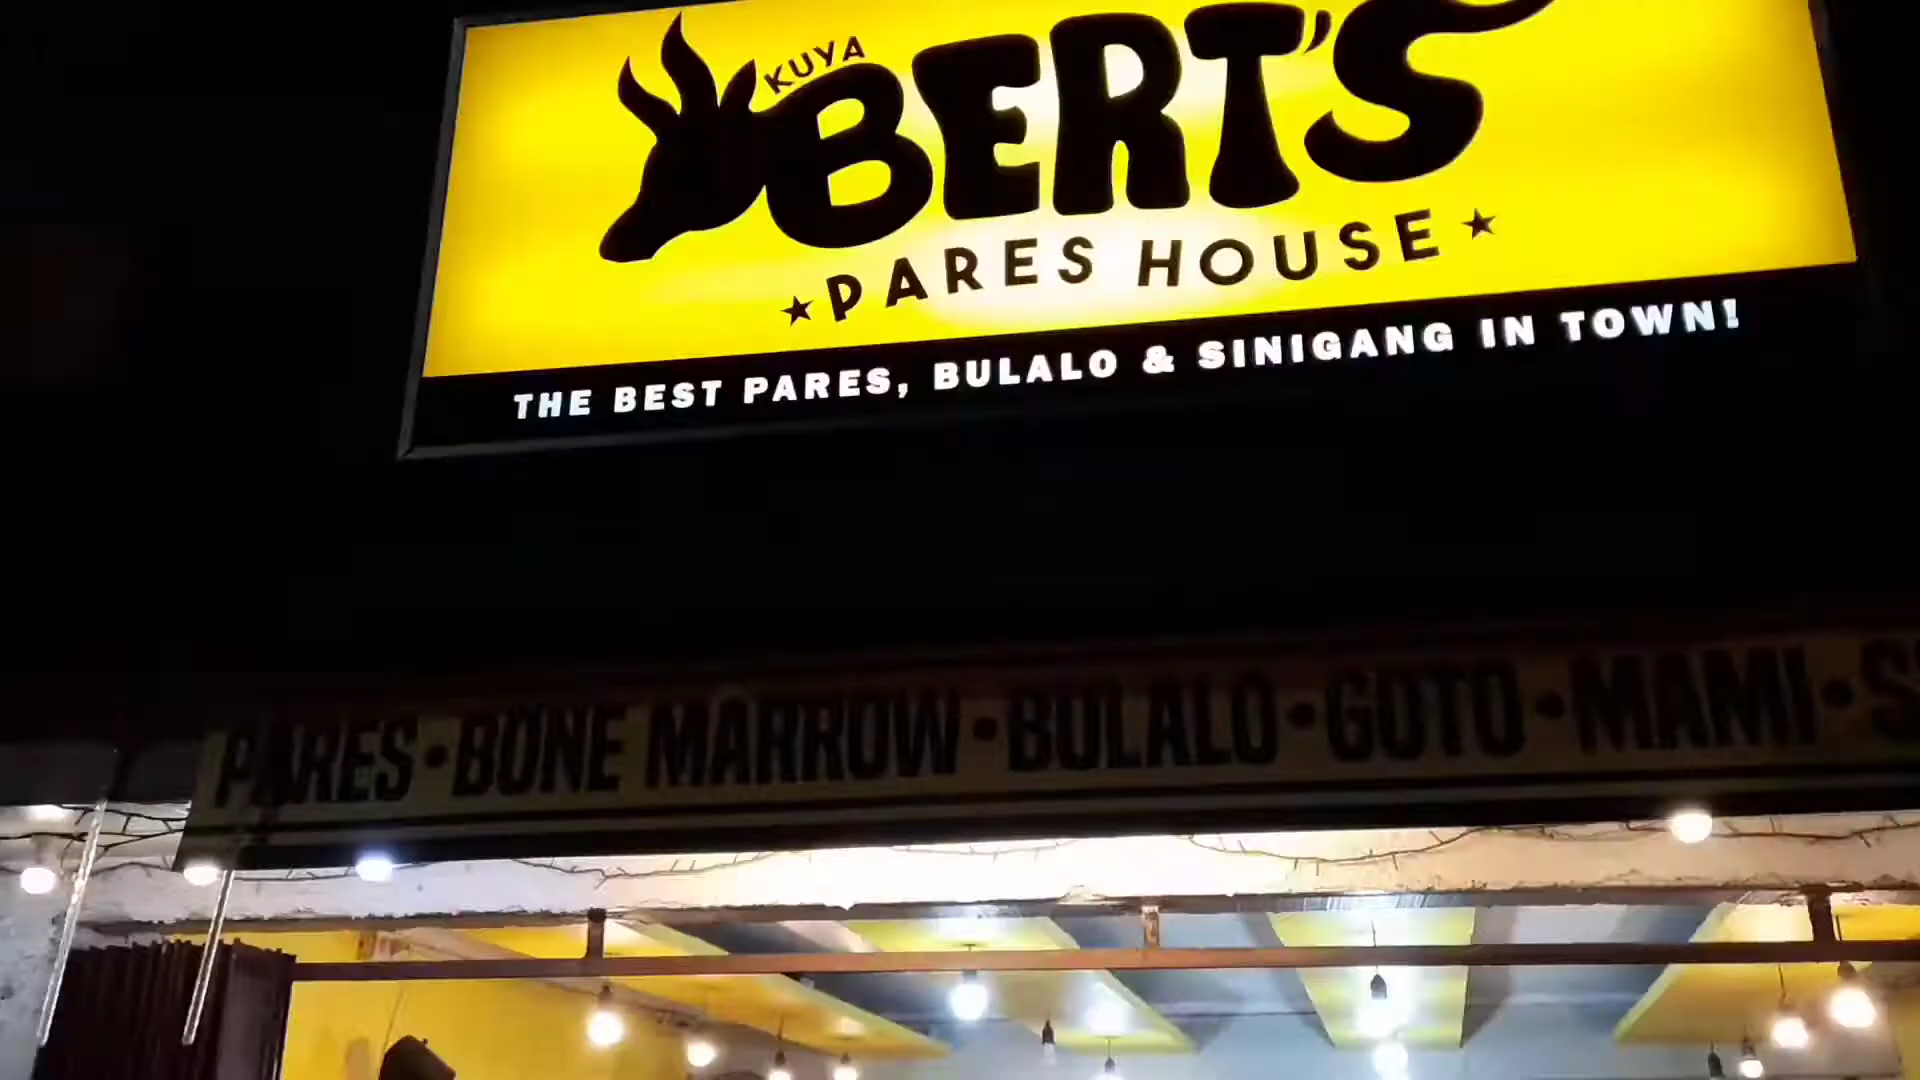 KUYA
BERT'S
★ PARES HOUSE ★
THE BEST PARES, BULALO & SINIGANG IN TOWN!
PARES • BONE MARROW • BULALO • GOTO • MAMI •